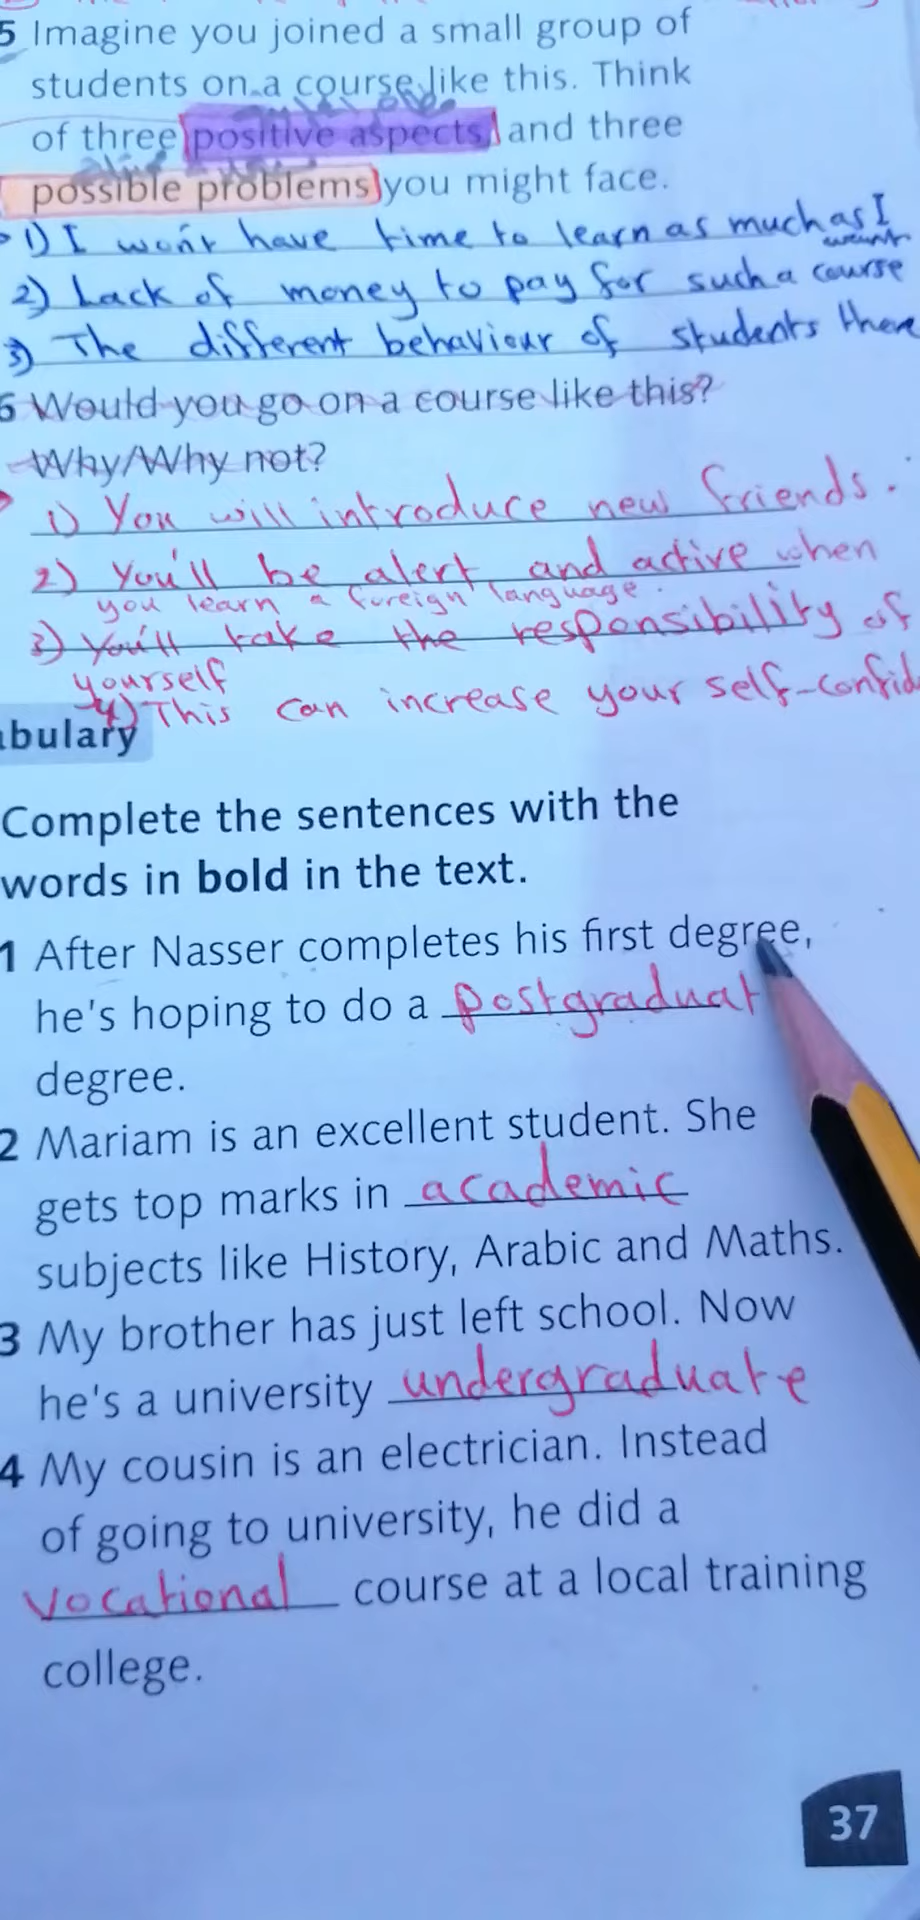 5 Imagine you joined a small group of
students on a course like this. Think
of three positive aspects, and three
possible problems you might face.
1) I won't have time to learn as much as I
want
2) Lack of money to pay for such a course
3) The different behaviour of students there
6 Would you go on a course like this?
Why/Why not?
1) You will introduce new friends.
2) You'll be alert and active when
you learn a foreign language.
3) You'll take the responsibility of
yourself
4) This can increase your self-confid
abulary
Complete the sentences with the
words in bold in the text.
1 After Nasser completes his first degree,
he's hoping to do a postgraduat
degree.
2 Mariam is an excellent student. She
gets top marks in academic
subjects like History, Arabic and Maths.
3 My brother has just left school. Now
he's a university undergraduate
4 My cousin is an electrician. Instead
of going to university, he did a
vocational course at a local training
college.
37